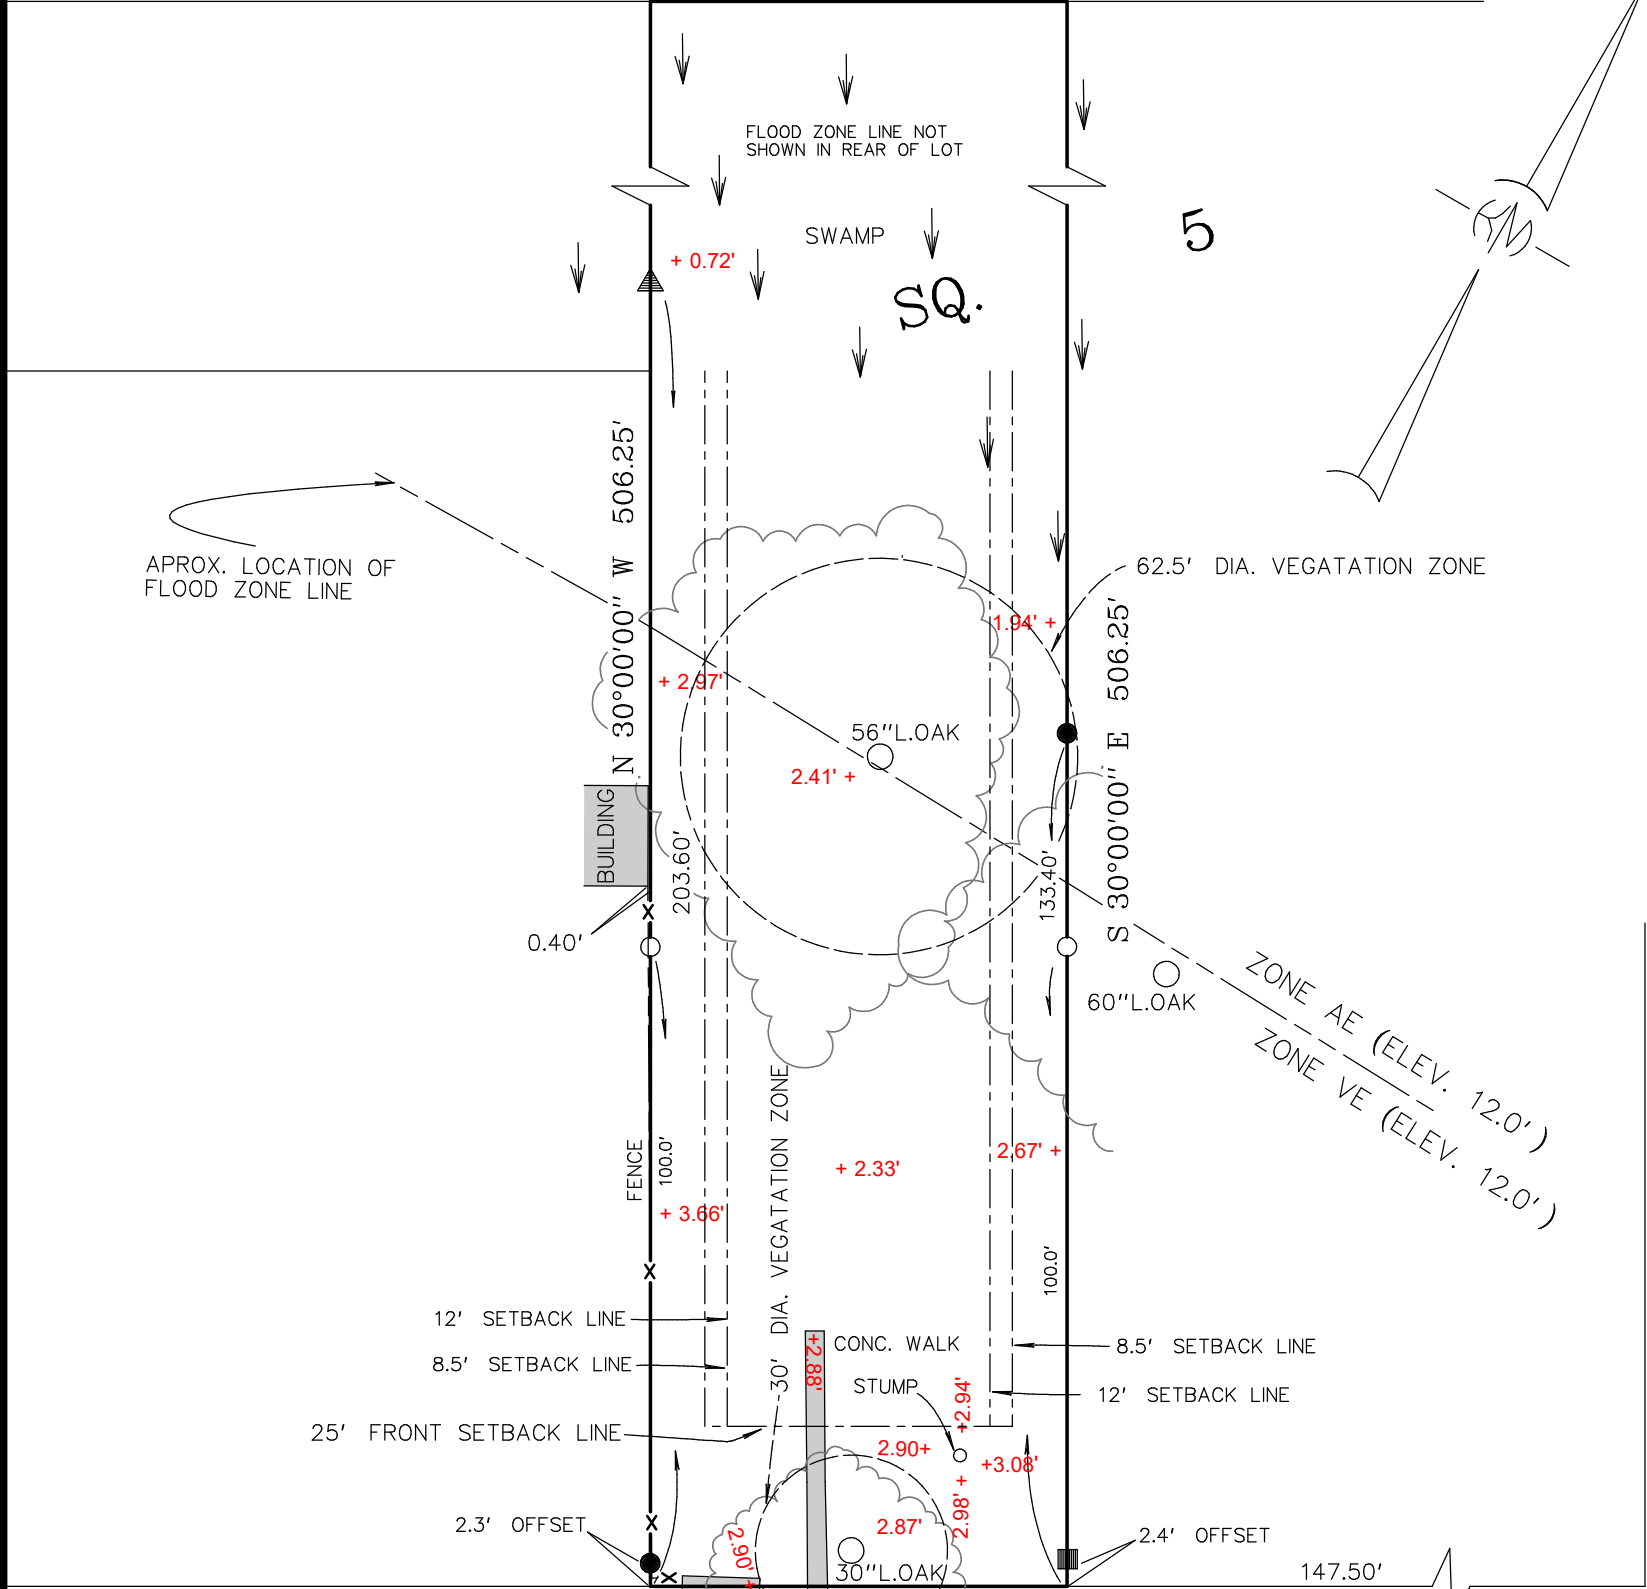 FLOOD ZONE LINE NOT
SHOWN IN REAR OF LOT
SWAMP
+ 0.72'
SQ.
5
N
N 30°00'00" W 506.25'
APROX. LOCATION OF
FLOOD ZONE LINE
62.5' DIA. VEGATATION ZONE
1.94' +
S 30°00'00" E 506.25'
+ 2.97'
56"L.OAK
2.41' +
BUILDING
203.60'
133.40'
0.40'
X
60"L.OAK
ZONE AE (ELEV. 12.0')
ZONE VE (ELEV. 12.0')
FENCE
100.0'
30' DIA. VEGATATION ZONE
+ 2.33'
2.67' +
+ 3.66'
100.0'
X
12' SETBACK LINE
8.5' SETBACK LINE
25' FRONT SETBACK LINE
+2.88'
CONC. WALK
STUMP
+2.94'
8.5' SETBACK LINE
12' SETBACK LINE
2.90+
+3.08'
2.98' +
2.87'
2.90' +
30"L.OAK
2.3' OFFSET
X
X
2.4' OFFSET
147.50'